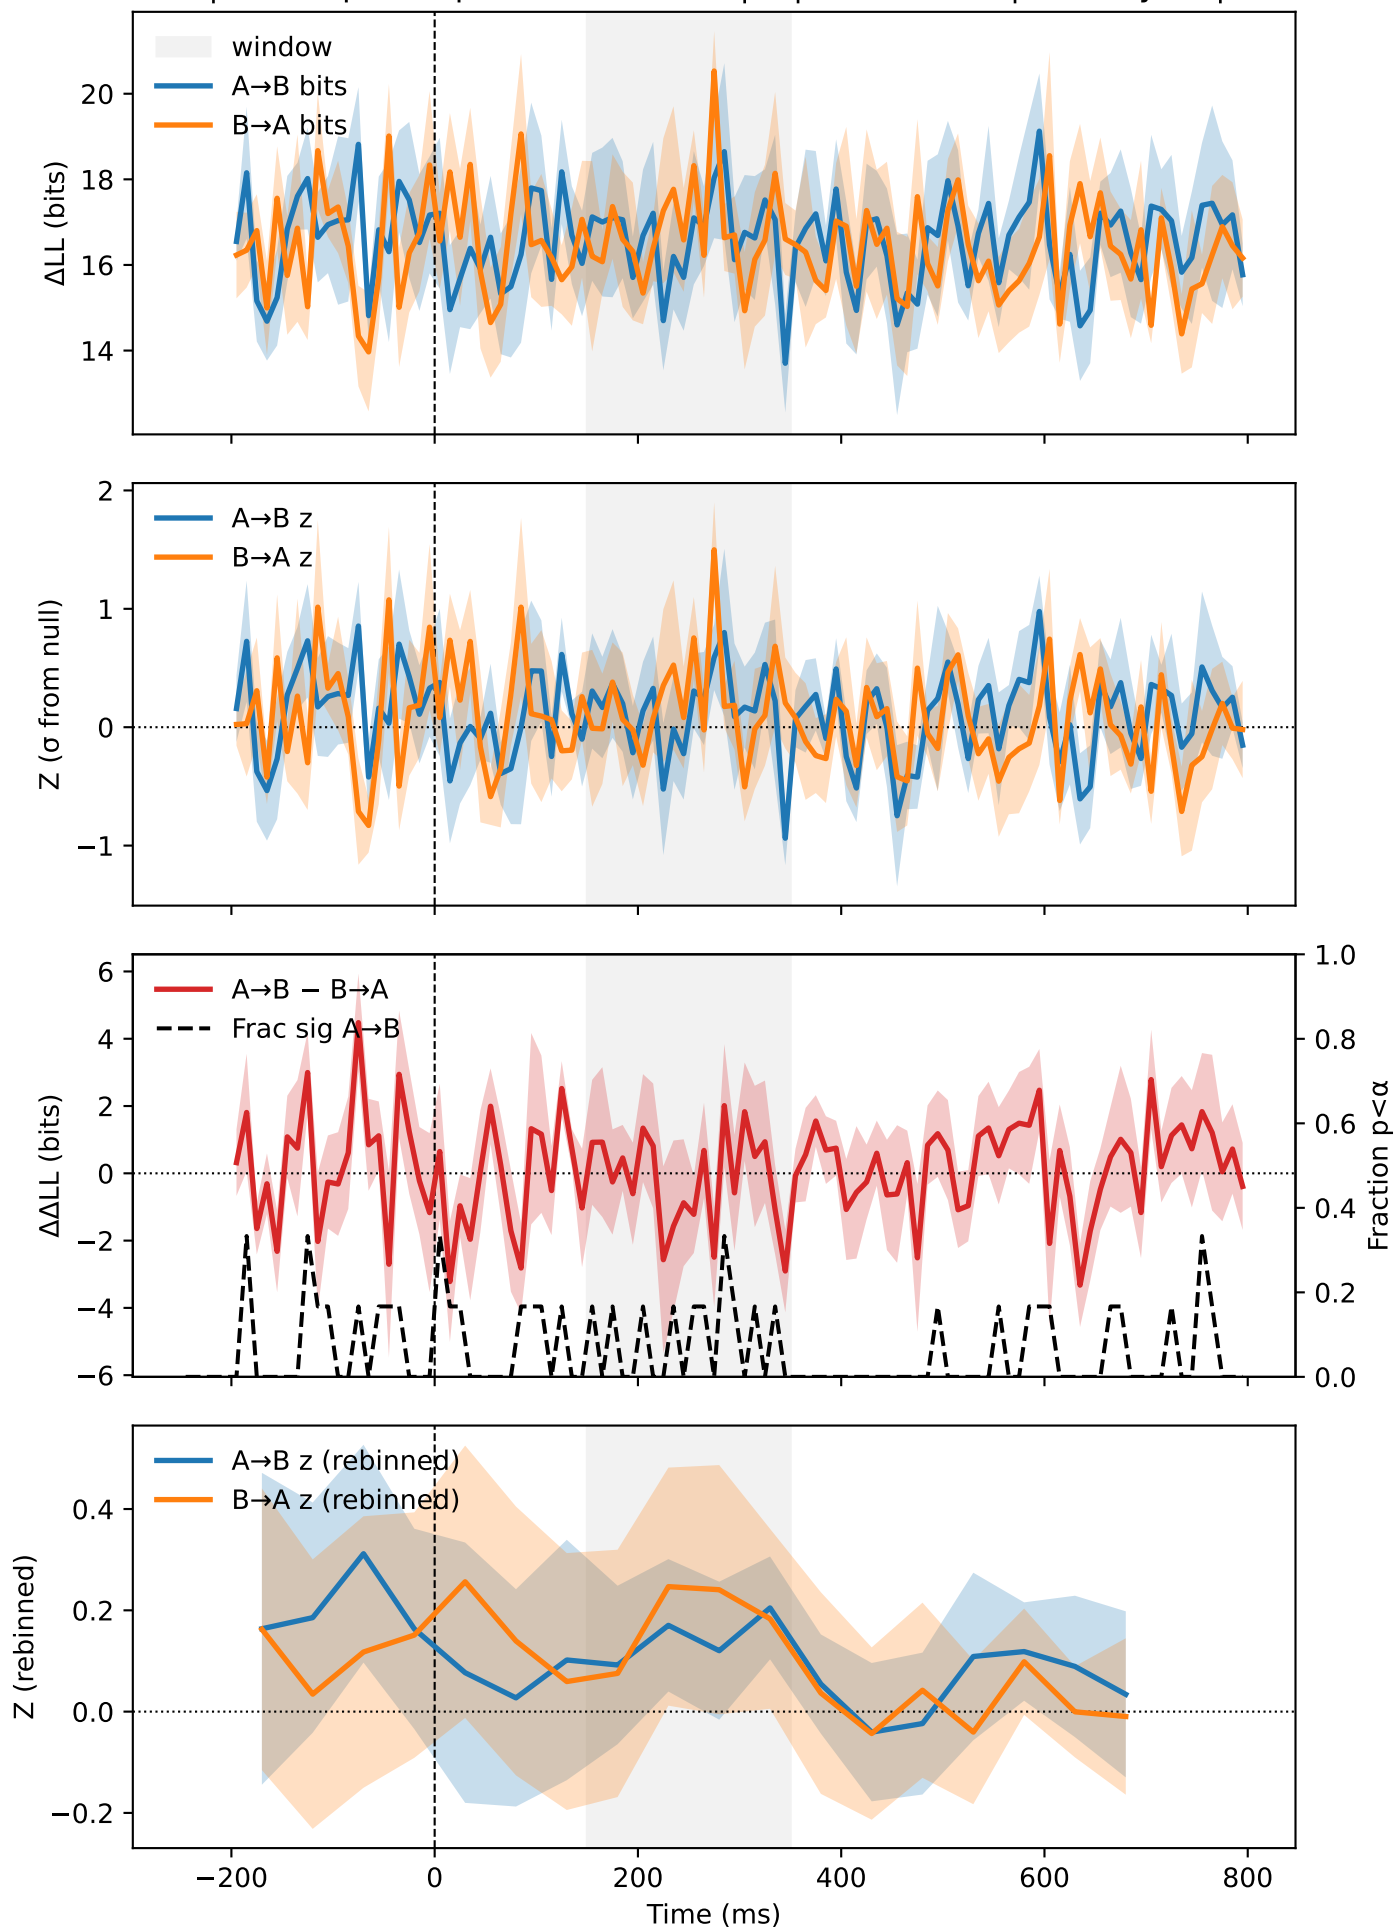 window
A→B bits
B→A bits
ΔLL (bits)
20
18
16
14
A→B z
B→A z
Z (σ from null)
2
1
0
−1
A→B − B→A
Frac sig A→B
ΔΔLL (bits)
6
4
2
0
−2
−4
−6
1.0
0.8
0.6
0.4
0.2
0.0
Fraction p<α
A→B z (rebinned)
B→A z (rebinned)
Z (rebinned)
0.4
0.2
0.0
−0.2
−200
0
200
400
600
800
Time (ms)